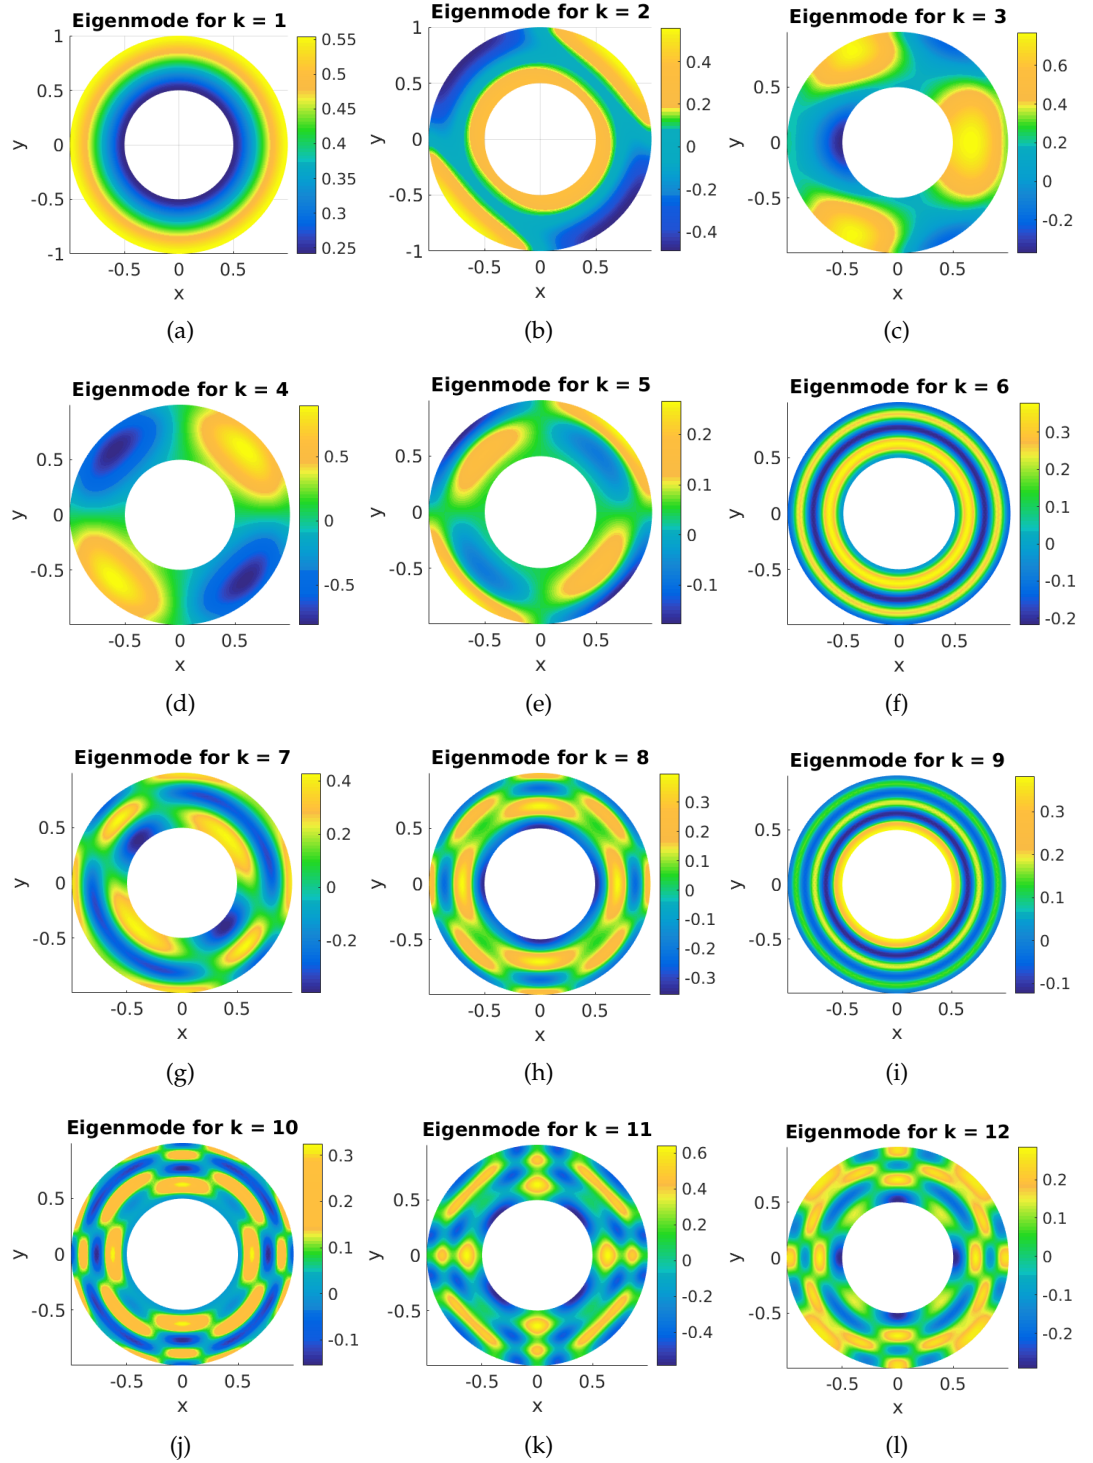 Eigenmode for k = 1
1
0.5
0
-0.5
-1
y
-0.5 0 0.5
x
0.55
0.5
0.45
0.4
0.35
0.3
0.25
(a)
Eigenmode for k = 2
1
0.5
0
-0.5
-1
y
-0.5 0 0.5
x
0.4
0.2
0
-0.2
-0.4
(b)
Eigenmode for k = 3
0.5
0
-0.5
y
-0.5 0 0.5
x
0.6
0.4
0.2
0
-0.2
(c)
Eigenmode for k = 4
0.5
0
-0.5
y
-0.5 0 0.5
x
0.5
0
-0.5
(d)
Eigenmode for k = 5
0.5
0
-0.5
y
-0.5 0 0.5
x
0.2
0.1
0
-0.1
(e)
Eigenmode for k = 6
0.5
0
-0.5
y
-0.5 0 0.5
x
0.3
0.2
0.1
0
-0.1
-0.2
(f)
Eigenmode for k = 7
0.5
0
-0.5
y
-0.5 0 0.5
x
0.4
0.2
0
-0.2
(g)
Eigenmode for k = 8
0.5
0
-0.5
y
-0.5 0 0.5
x
0.3
0.2
0.1
0
-0.1
-0.2
-0.3
(h)
Eigenmode for k = 9
0.5
0
-0.5
y
-0.5 0 0.5
x
0.3
0.2
0.1
0
-0.1
(i)
Eigenmode for k = 10
0.5
0
-0.5
y
-0.5 0 0.5
x
0.3
0.2
0.1
0
-0.1
(j)
Eigenmode for k = 11
0.5
0
-0.5
y
-0.5 0 0.5
x
0.6
0.4
0.2
0
-0.2
-0.4
(k)
Eigenmode for k = 12
0.5
0
-0.5
y
-0.5 0 0.5
x
0.2
0.1
0
-0.1
-0.2
(l)